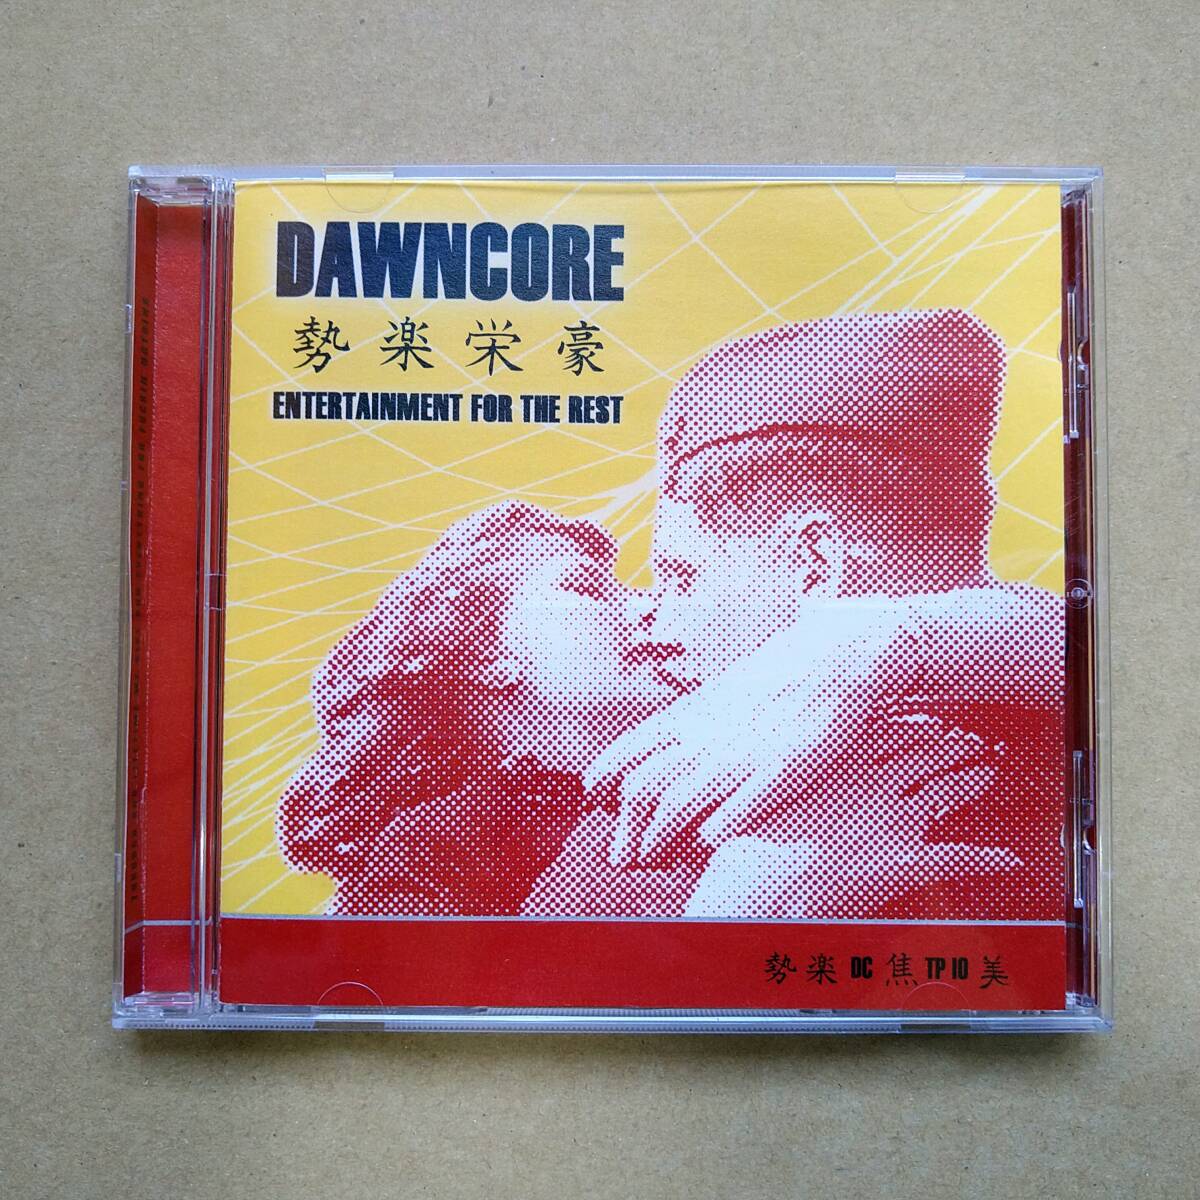 DAWNCORE
勢楽栄豪
ENTERTAINMENT FOR THE REST
勢楽 DC 焦 TP 10 美